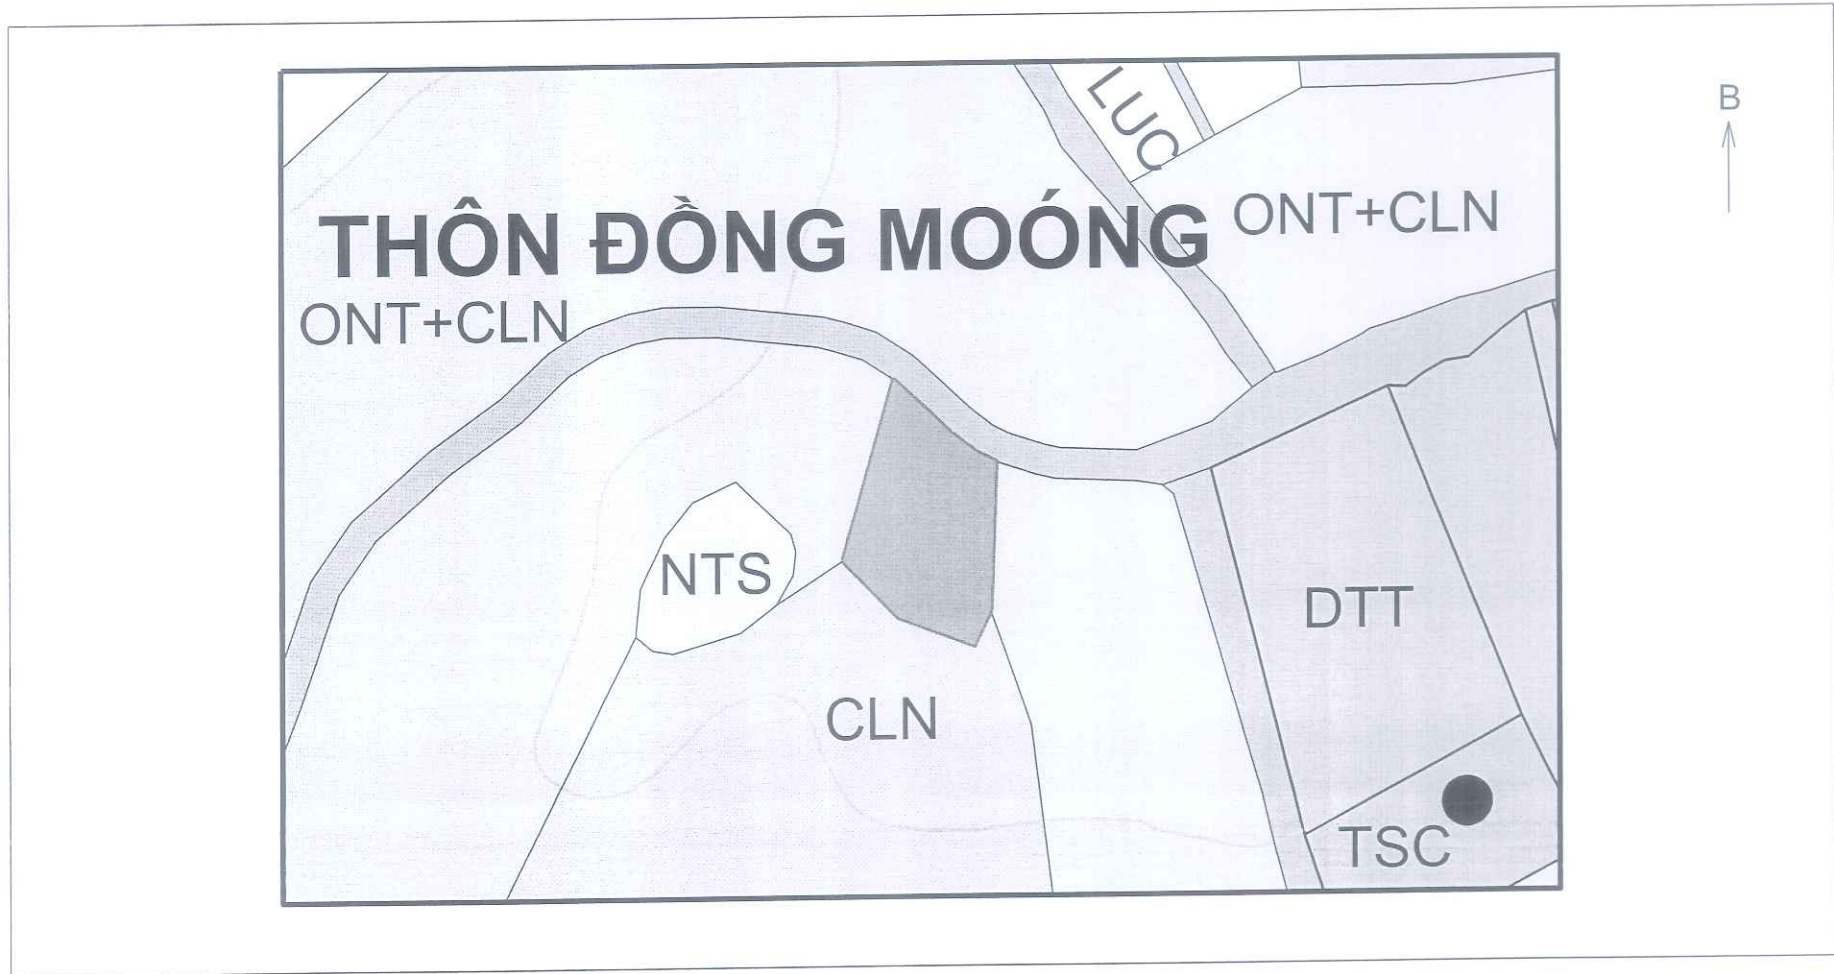 B
LUC
THÔN ĐỒNG MOÓNG
ONT+CLN
ONT+CLN
NTS
DTT
CLN
TSC